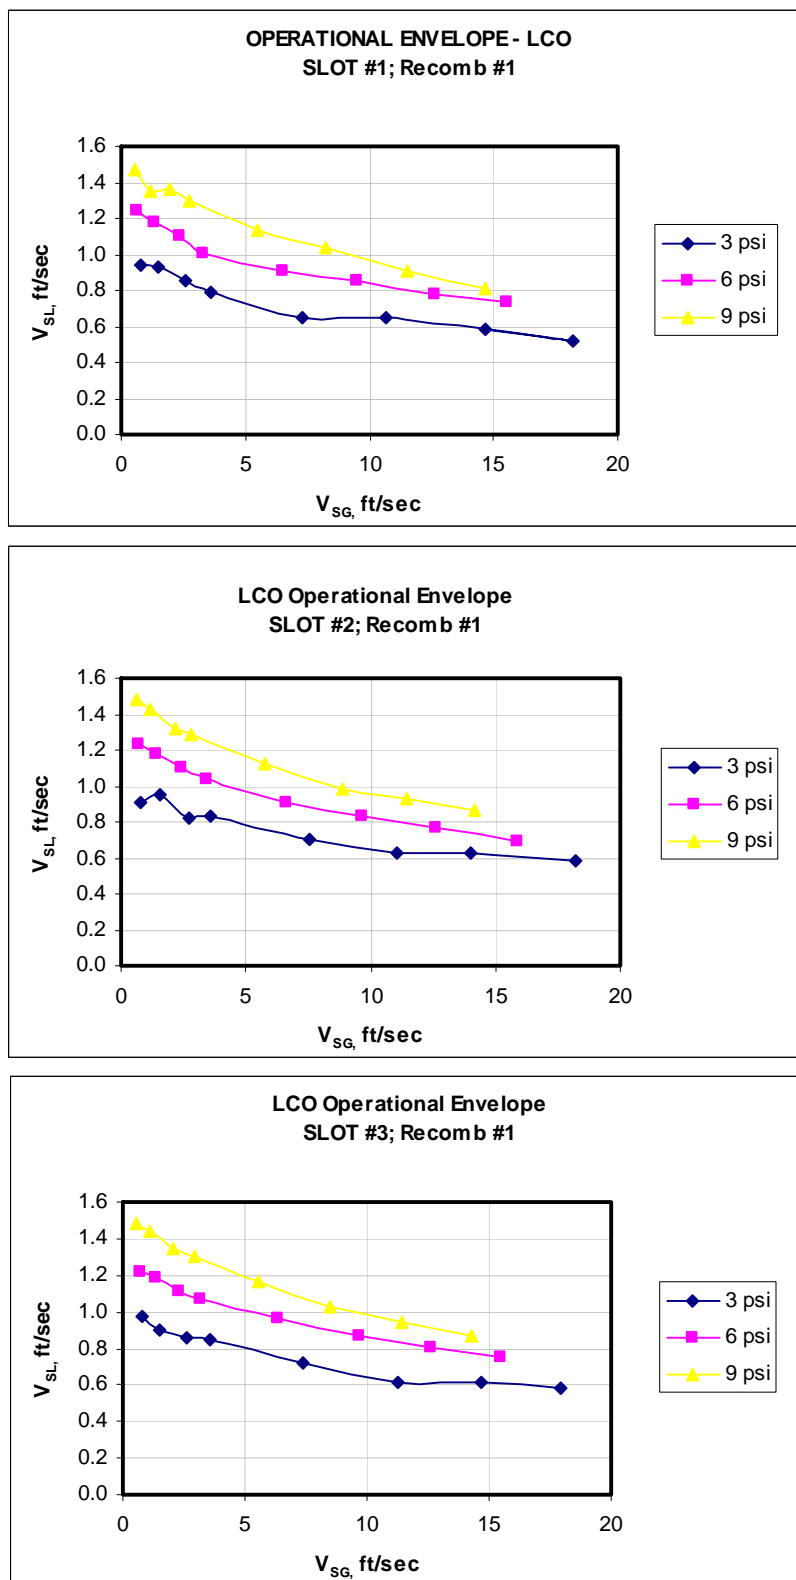 OPERATIONAL ENVELOPE - LCO
SLOT #1; Recomb #1
1.6
1.4
1.2
1.0
0.8
0.6
0.4
0.2
0.0
V_SL, ft/sec
0 5 10 15 20
V_SG, ft/sec
3 psi
6 psi
9 psi
LCO Operational Envelope
SLOT #2; Recomb #1
1.6
1.4
1.2
1.0
0.8
0.6
0.4
0.2
0.0
V_SL, ft/sec
0 5 10 15 20
V_SG, ft/sec
3 psi
6 psi
9 psi
LCO Operational Envelope
SLOT #3; Recomb #1
1.6
1.4
1.2
1.0
0.8
0.6
0.4
0.2
0.0
V_SL, ft/sec
0 5 10 15 20
V_SG, ft/sec
3 psi
6 psi
9 psi